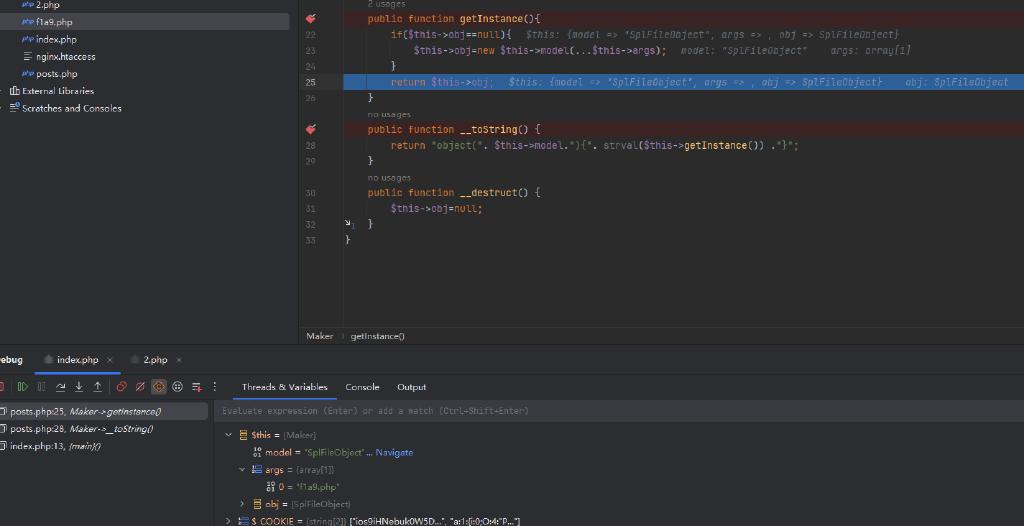 2.php
f1a9.php
index.php
nginx.htaccess
posts.php
External Libraries
Scratches and Consoles
2 usages
public function getInstance(){
22 if($this->obj==null){ $this: {model => "SplFileObject", args => , obj => SplFileObject}
23 $this->obj=new $this->model(...$this->args); model: "SplFileObject" args: array[1]
24 }
25 return $this->obj; $this: {model => "SplFileObject", args => , obj => SplFileObject} obj: SplFileObject
26 }
no usages
public function __toString() {
28 return "object(". $this->model."){". strval($this->getInstance()) ."}";
29 }
no usages
30 public function __destruct() {
31 $this->obj=null;
32 }
33 }
Maker getInstance()
ebug index.php × 2.php ×
Threads & Variables Console Output
posts.php:25, Maker->getInstance()
posts.php:28, Maker->__toString()
index.php:13, {main}()
Evaluate expression (Enter) or add a watch (Ctrl+Shift+Enter)
$this = {Maker}
model = "SplFileObject"... Navigate
args = {array[1]}
0 = "f1a9.php"
obj = {SplFileObject}
$_COOKIE = {string[2]} ["ios9iHNebuk0W5D...", "a:1:{i:0;O:4:"P..."]